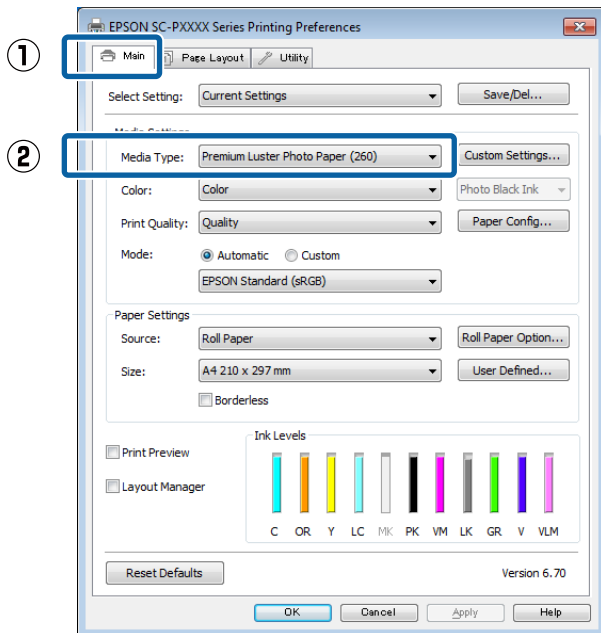 EPSON SC-PXXXX Series Printing Preferences
1
Main Page Layout Utility
Select Setting: Current Settings Save/Del...
Media Settings
2
Media Type: Premium Luster Photo Paper (260) Custom Settings...
Color: Color Photo Black Ink
Print Quality: Quality Paper Config...
Mode: Automatic Custom
EPSON Standard (sRGB)
Paper Settings
Source: Roll Paper Roll Paper Option...
Size: A4 210 x 297 mm User Defined...
Borderless
Ink Levels
Print Preview
Layout Manager
C OR Y LC MK PK VM LK GR V VLM
Reset Defaults Version 6.70
OK Cancel Apply Help